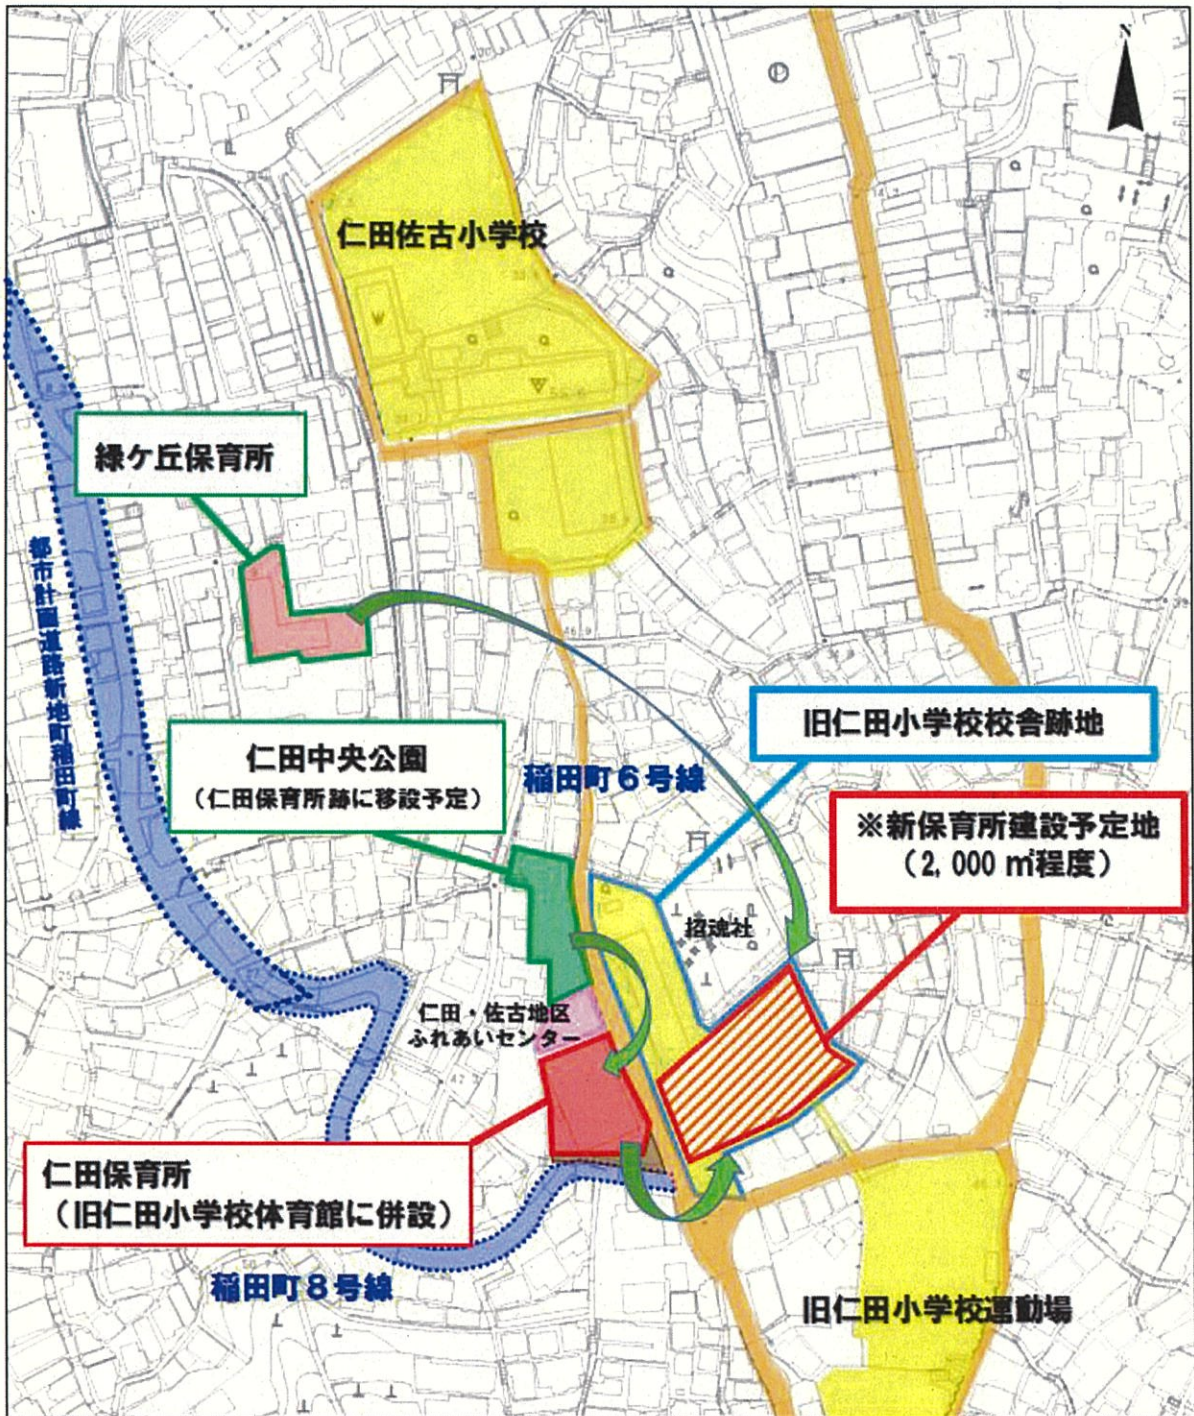 N
仁田佐古小学校
緑ケ丘保育所
都市計画道路新地町稲田町線
旧仁田小学校校舎跡地
仁田中央公園
（仁田保育所跡に移設予定）
稲田町６号線
※新保育所建設予定地
（2，000 ㎡程度）
招魂社
仁田・佐古地区
ふれあいセンター
仁田保育所
（旧仁田小学校体育館に併設）
稲田町８号線
旧仁田小学校運動場